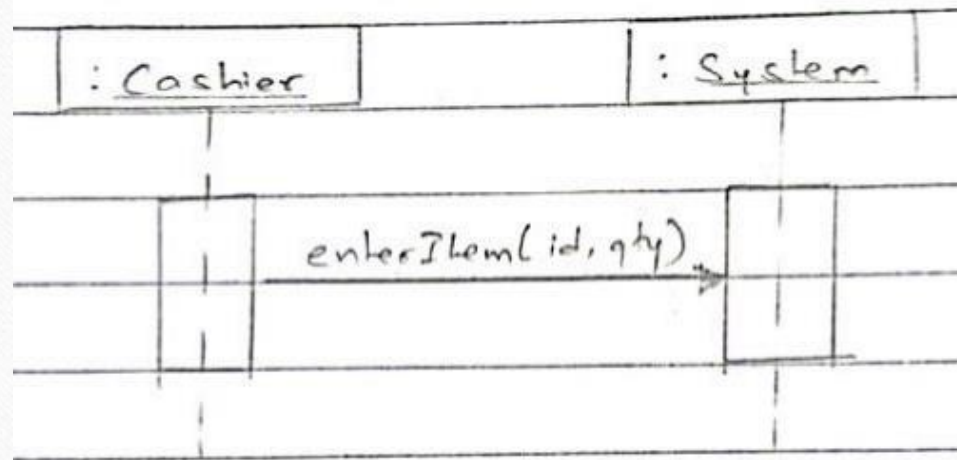 : Cashier
: System
enterItem(id, qty)